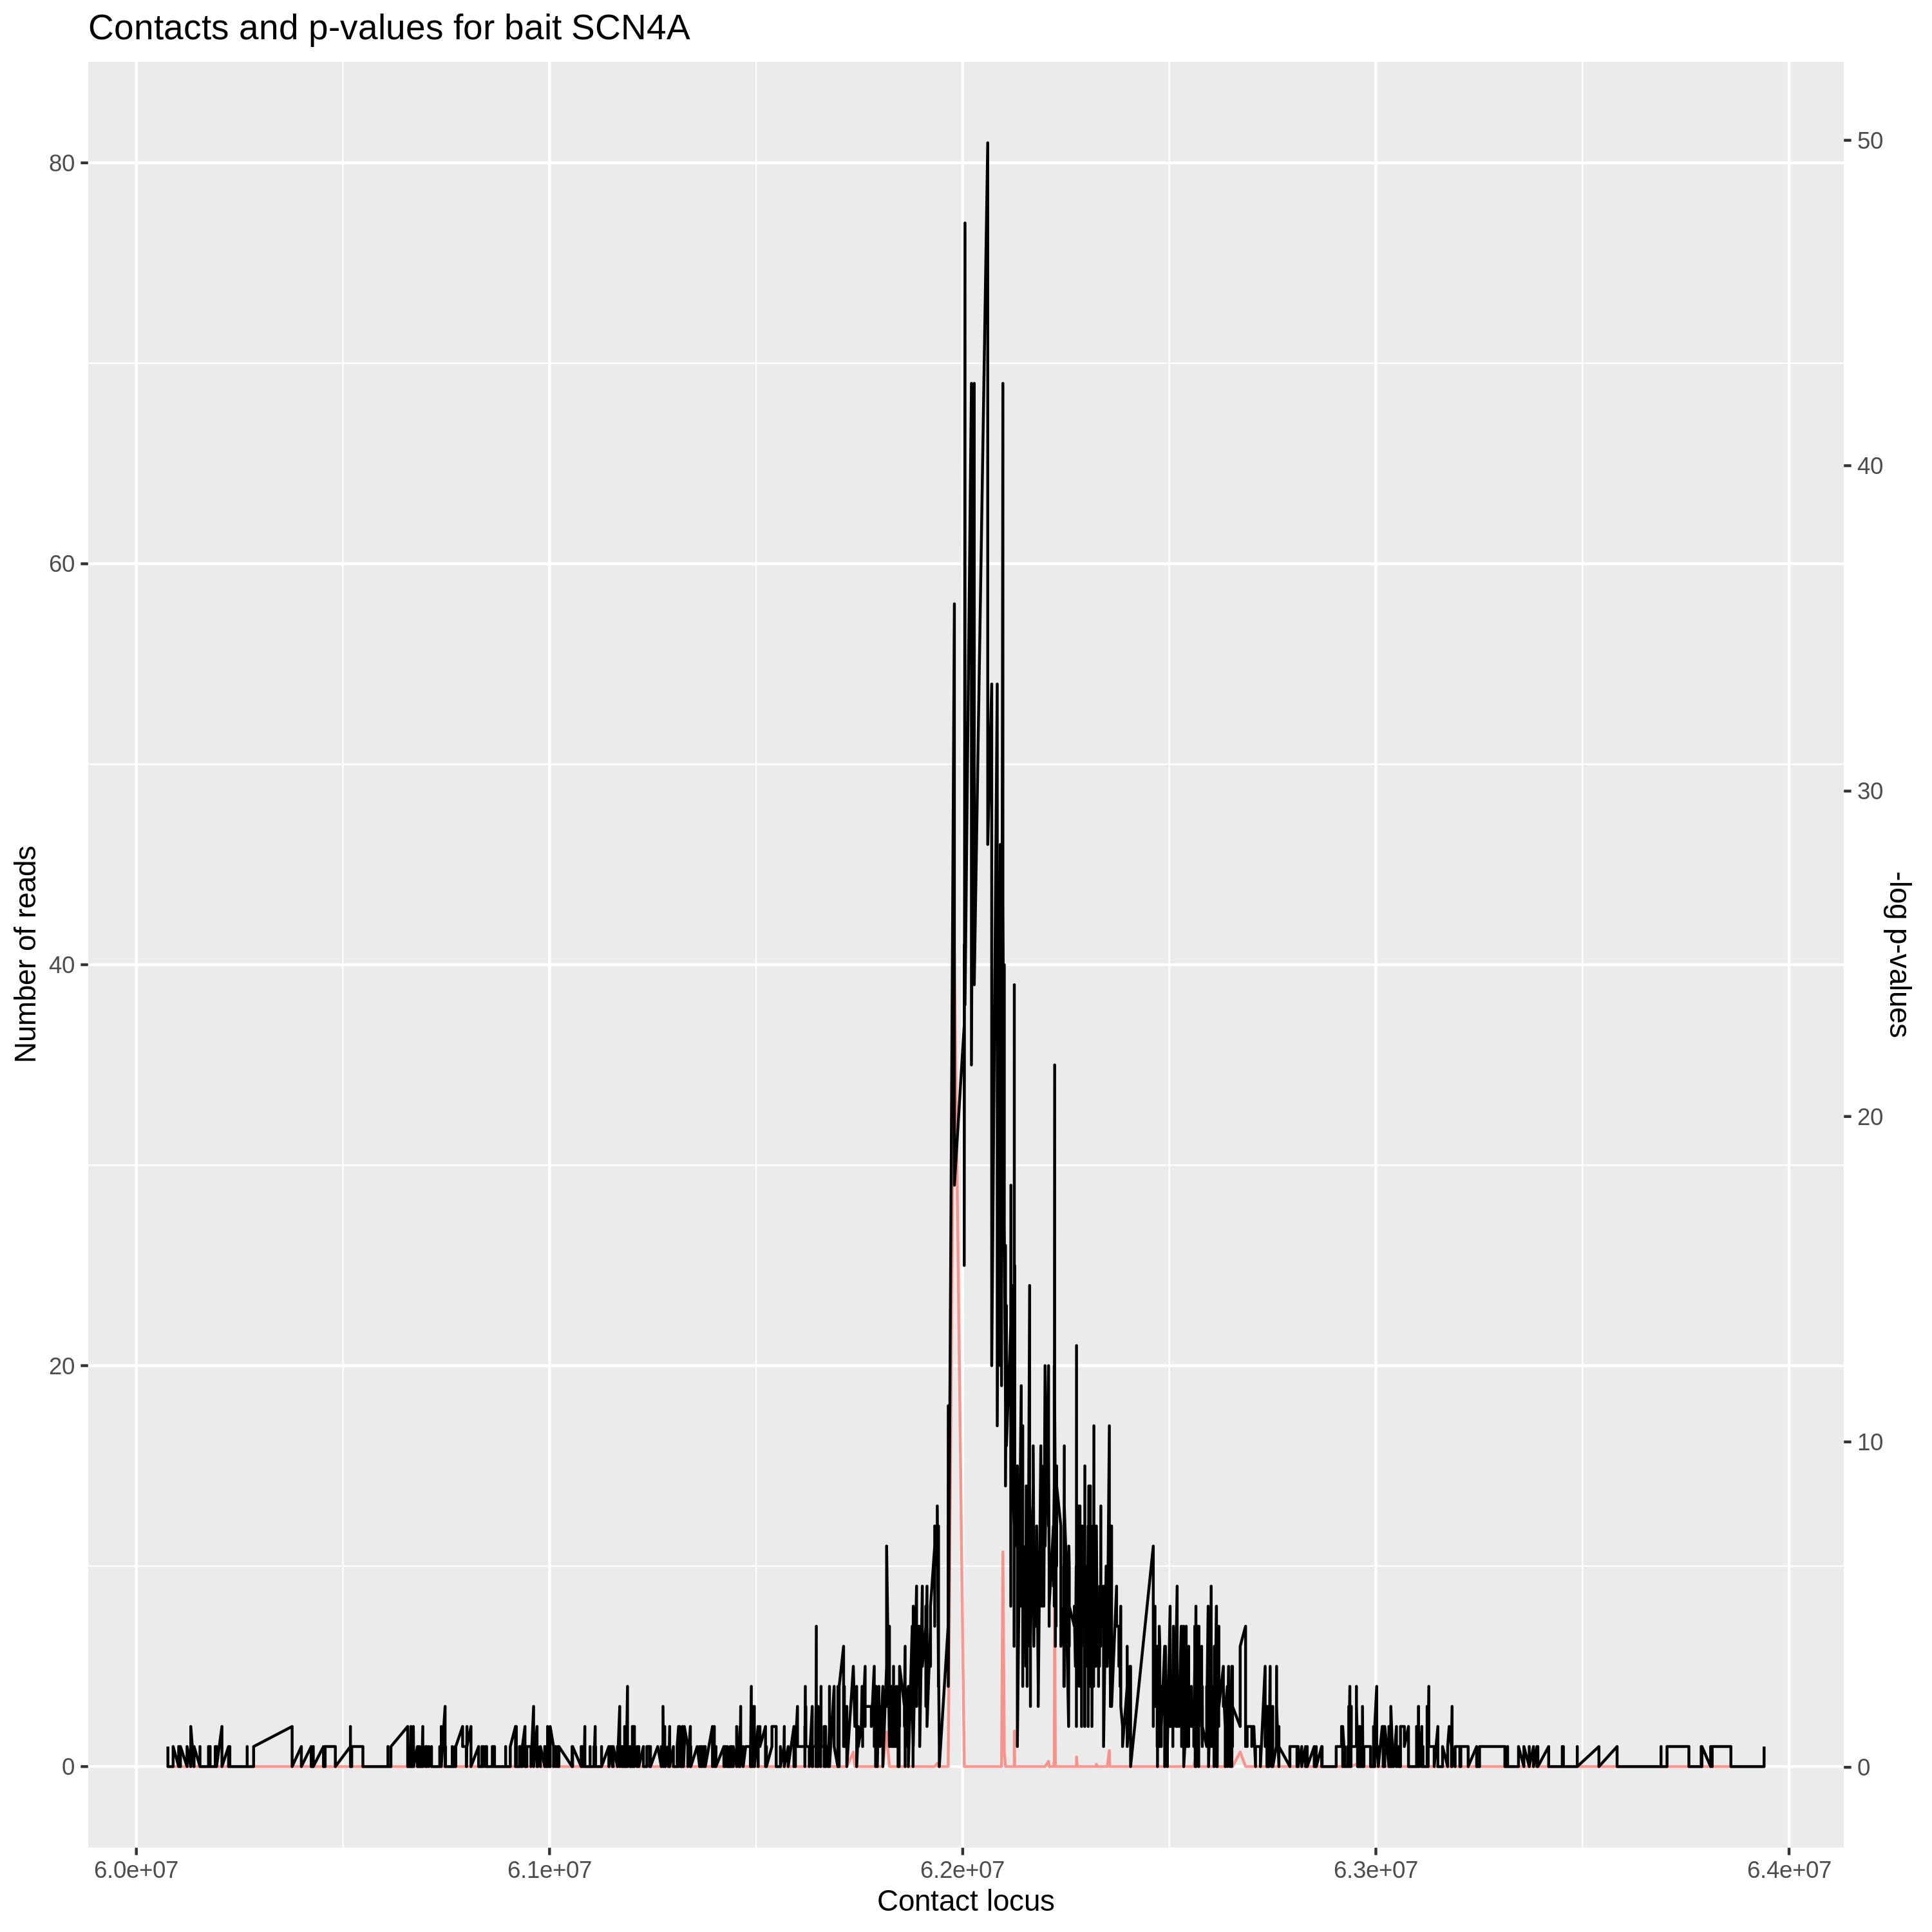 Contacts and p-values for bait SCN4A
80
60
40
20
0
Number of reads
50
40
30
20
10
0
-log p-values
6.0e+07
6.1e+07
6.2e+07
6.3e+07
6.4e+07
Contact locus